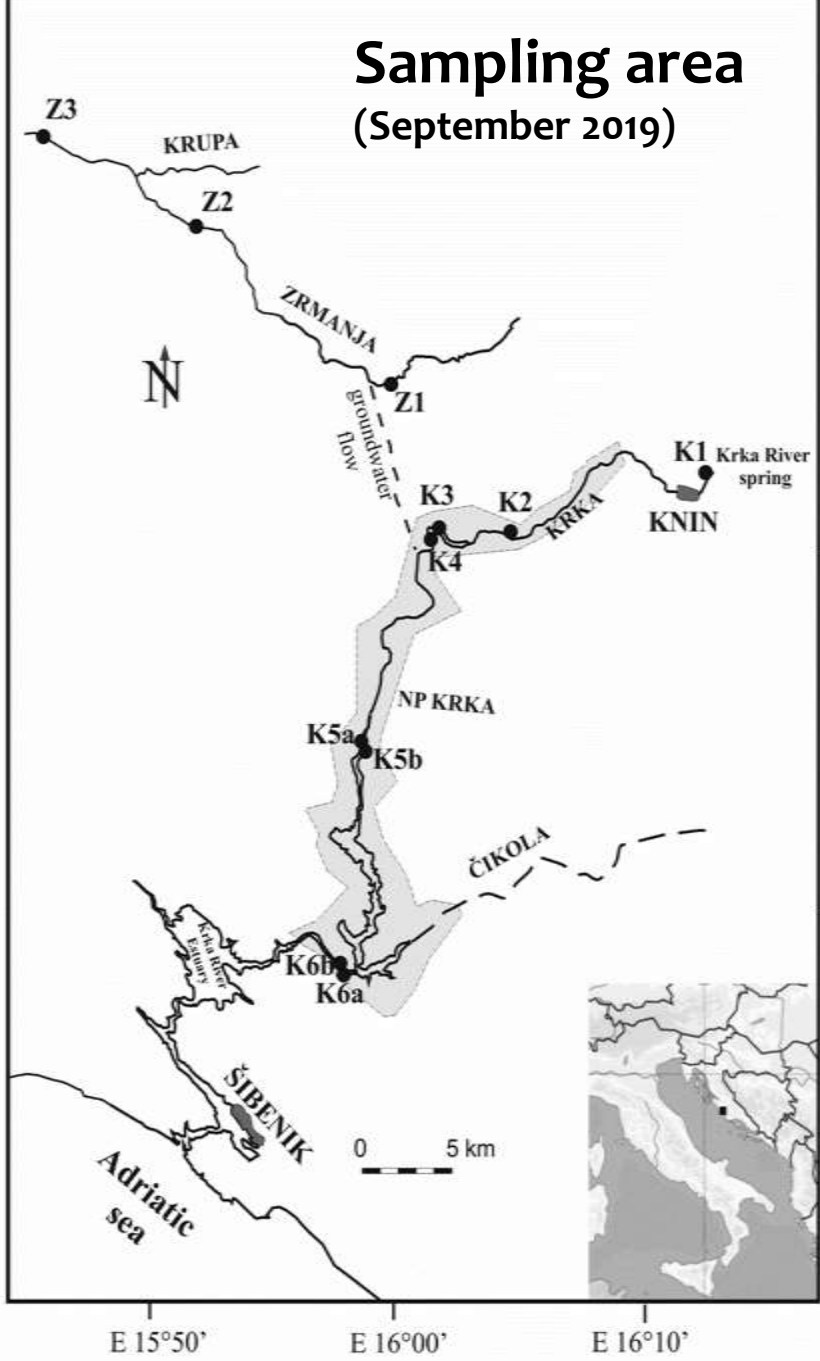 Sampling area
(September 2019)
Z3
KRUPA
Z2
ZRMANJA
N
Z1
groundwater
flow
K1
Krka River
spring
K3
K2
KRKA
KNIN
K4
NP KRKA
K5a
K5b
ČIKOLA
Krka River
Estuary
K6b
K6a
ŠIBENIK
0
5 km
Adriatic
sea
E 15°50’
E 16°00’
E 16°10’